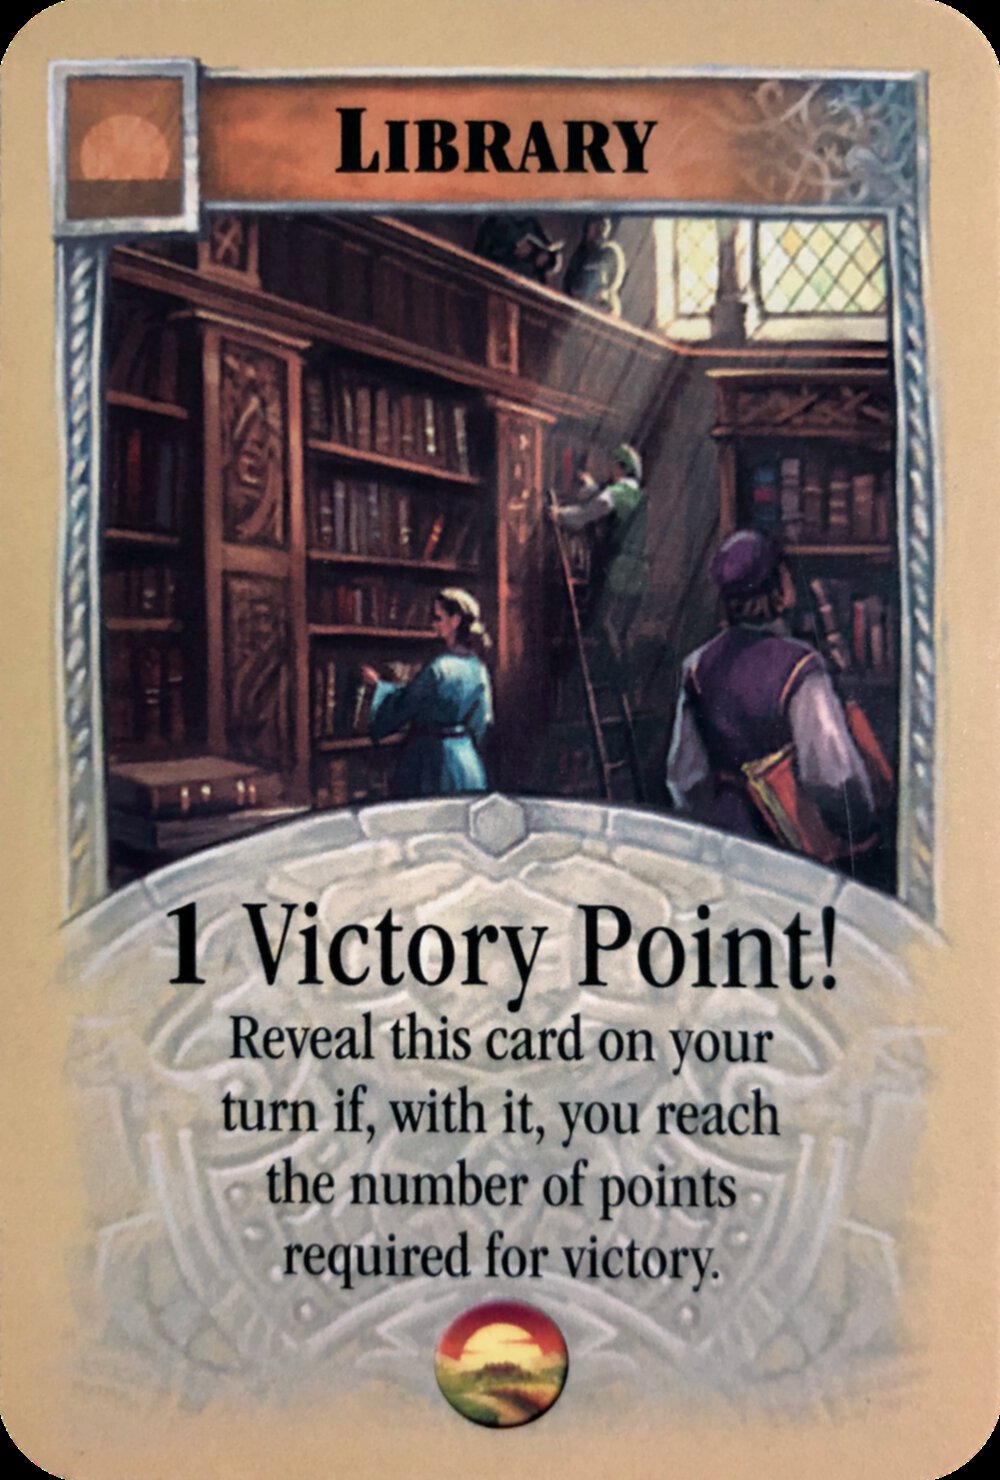 LIBRARY
1 Victory Point!
Reveal this card on your
turn if, with it, you reach
the number of points
required for victory.